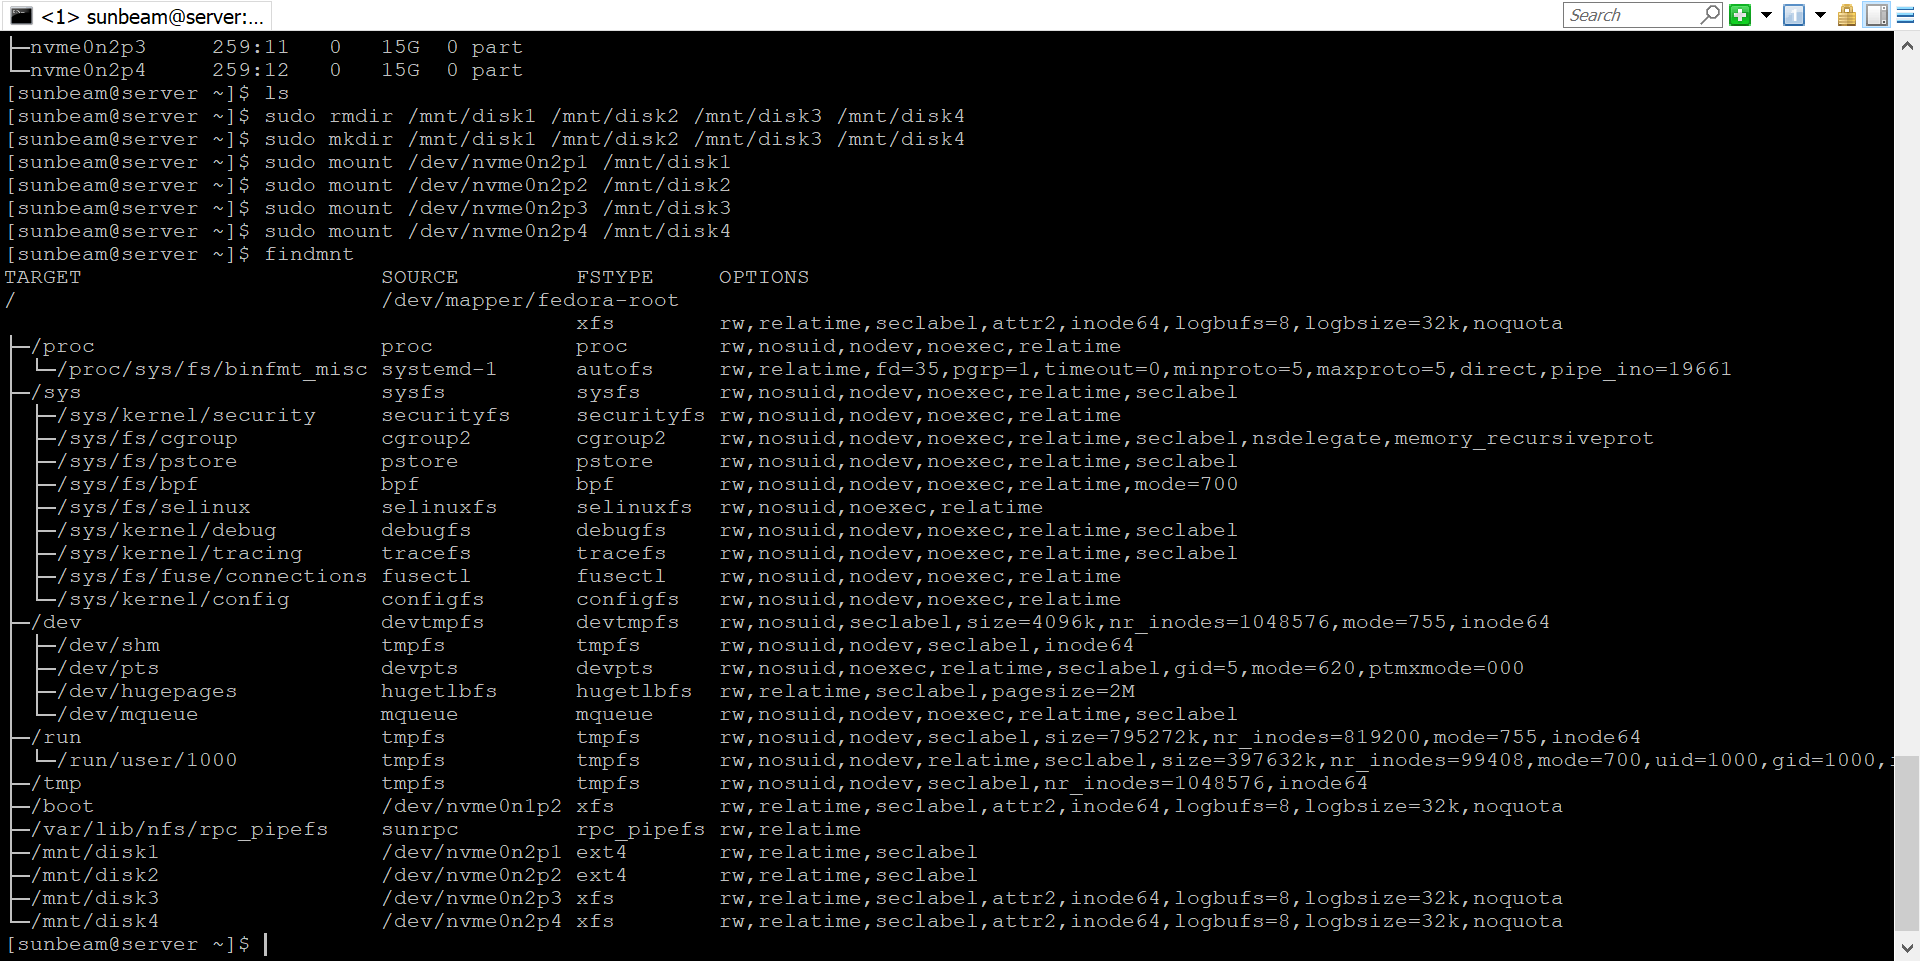 <1> sunbeam@server:...
Search
├─nvme0n2p3     259:11   0   15G  0 part
└─nvme0n2p4     259:12   0   15G  0 part
[sunbeam@server ~]$ ls
[sunbeam@server ~]$ sudo rmdir /mnt/disk1 /mnt/disk2 /mnt/disk3 /mnt/disk4
[sunbeam@server ~]$ sudo mkdir /mnt/disk1 /mnt/disk2 /mnt/disk3 /mnt/disk4
[sunbeam@server ~]$ sudo mount /dev/nvme0n2p1 /mnt/disk1
[sunbeam@server ~]$ sudo mount /dev/nvme0n2p2 /mnt/disk2
[sunbeam@server ~]$ sudo mount /dev/nvme0n2p3 /mnt/disk3
[sunbeam@server ~]$ sudo mount /dev/nvme0n2p4 /mnt/disk4
[sunbeam@server ~]$ findmnt
TARGET                       SOURCE         FSTYPE     OPTIONS
/                            /dev/mapper/fedora-root
                                            xfs        rw,relatime,seclabel,attr2,inode64,logbufs=8,logbsize=32k,noquota
├─/proc                      proc           proc       rw,nosuid,nodev,noexec,relatime
│ └─/proc/sys/fs/binfmt_misc systemd-1      autofs     rw,relatime,fd=35,pgrp=1,timeout=0,minproto=5,maxproto=5,direct,pipe_ino=19661
├─/sys                       sysfs          sysfs      rw,nosuid,nodev,noexec,relatime,seclabel
│ ├─/sys/kernel/security     securityfs     securityfs rw,nosuid,nodev,noexec,relatime
│ ├─/sys/fs/cgroup           cgroup2        cgroup2    rw,nosuid,nodev,noexec,relatime,seclabel,nsdelegate,memory_recursiveprot
│ ├─/sys/fs/pstore           pstore         pstore     rw,nosuid,nodev,noexec,relatime,seclabel
│ ├─/sys/fs/bpf              bpf            bpf        rw,nosuid,nodev,noexec,relatime,mode=700
│ ├─/sys/fs/selinux          selinuxfs      selinuxfs  rw,nosuid,noexec,relatime
│ ├─/sys/kernel/debug        debugfs        debugfs    rw,nosuid,nodev,noexec,relatime,seclabel
│ ├─/sys/kernel/tracing      tracefs        tracefs    rw,nosuid,nodev,noexec,relatime,seclabel
│ ├─/sys/fs/fuse/connections fusectl        fusectl    rw,nosuid,nodev,noexec,relatime
│ └─/sys/kernel/config       configfs       configfs   rw,nosuid,nodev,noexec,relatime
├─/dev                       devtmpfs       devtmpfs   rw,nosuid,seclabel,size=4096k,nr_inodes=1048576,mode=755,inode64
│ ├─/dev/shm                 tmpfs          tmpfs      rw,nosuid,nodev,seclabel,inode64
│ ├─/dev/pts                 devpts         devpts     rw,nosuid,noexec,relatime,seclabel,gid=5,mode=620,ptmxmode=000
│ ├─/dev/hugepages           hugetlbfs      hugetlbfs  rw,relatime,seclabel,pagesize=2M
│ └─/dev/mqueue              mqueue         mqueue     rw,nosuid,nodev,noexec,relatime,seclabel
├─/run                       tmpfs          tmpfs      rw,nosuid,nodev,seclabel,size=795272k,nr_inodes=819200,mode=755,inode64
│ └─/run/user/1000           tmpfs          tmpfs      rw,nosuid,nodev,relatime,seclabel,size=397632k,nr_inodes=99408,mode=700,uid=1000,gid=1000,
├─/tmp                       tmpfs          tmpfs      rw,nosuid,nodev,seclabel,nr_inodes=1048576,inode64
├─/boot                      /dev/nvme0n1p2 xfs        rw,relatime,seclabel,attr2,inode64,logbufs=8,logbsize=32k,noquota
├─/var/lib/nfs/rpc_pipefs    sunrpc         rpc_pipefs rw,relatime
├─/mnt/disk1                 /dev/nvme0n2p1 ext4       rw,relatime,seclabel
├─/mnt/disk2                 /dev/nvme0n2p2 ext4       rw,relatime,seclabel
├─/mnt/disk3                 /dev/nvme0n2p3 xfs        rw,relatime,seclabel,attr2,inode64,logbufs=8,logbsize=32k,noquota
└─/mnt/disk4                 /dev/nvme0n2p4 xfs        rw,relatime,seclabel,attr2,inode64,logbufs=8,logbsize=32k,noquota
[sunbeam@server ~]$